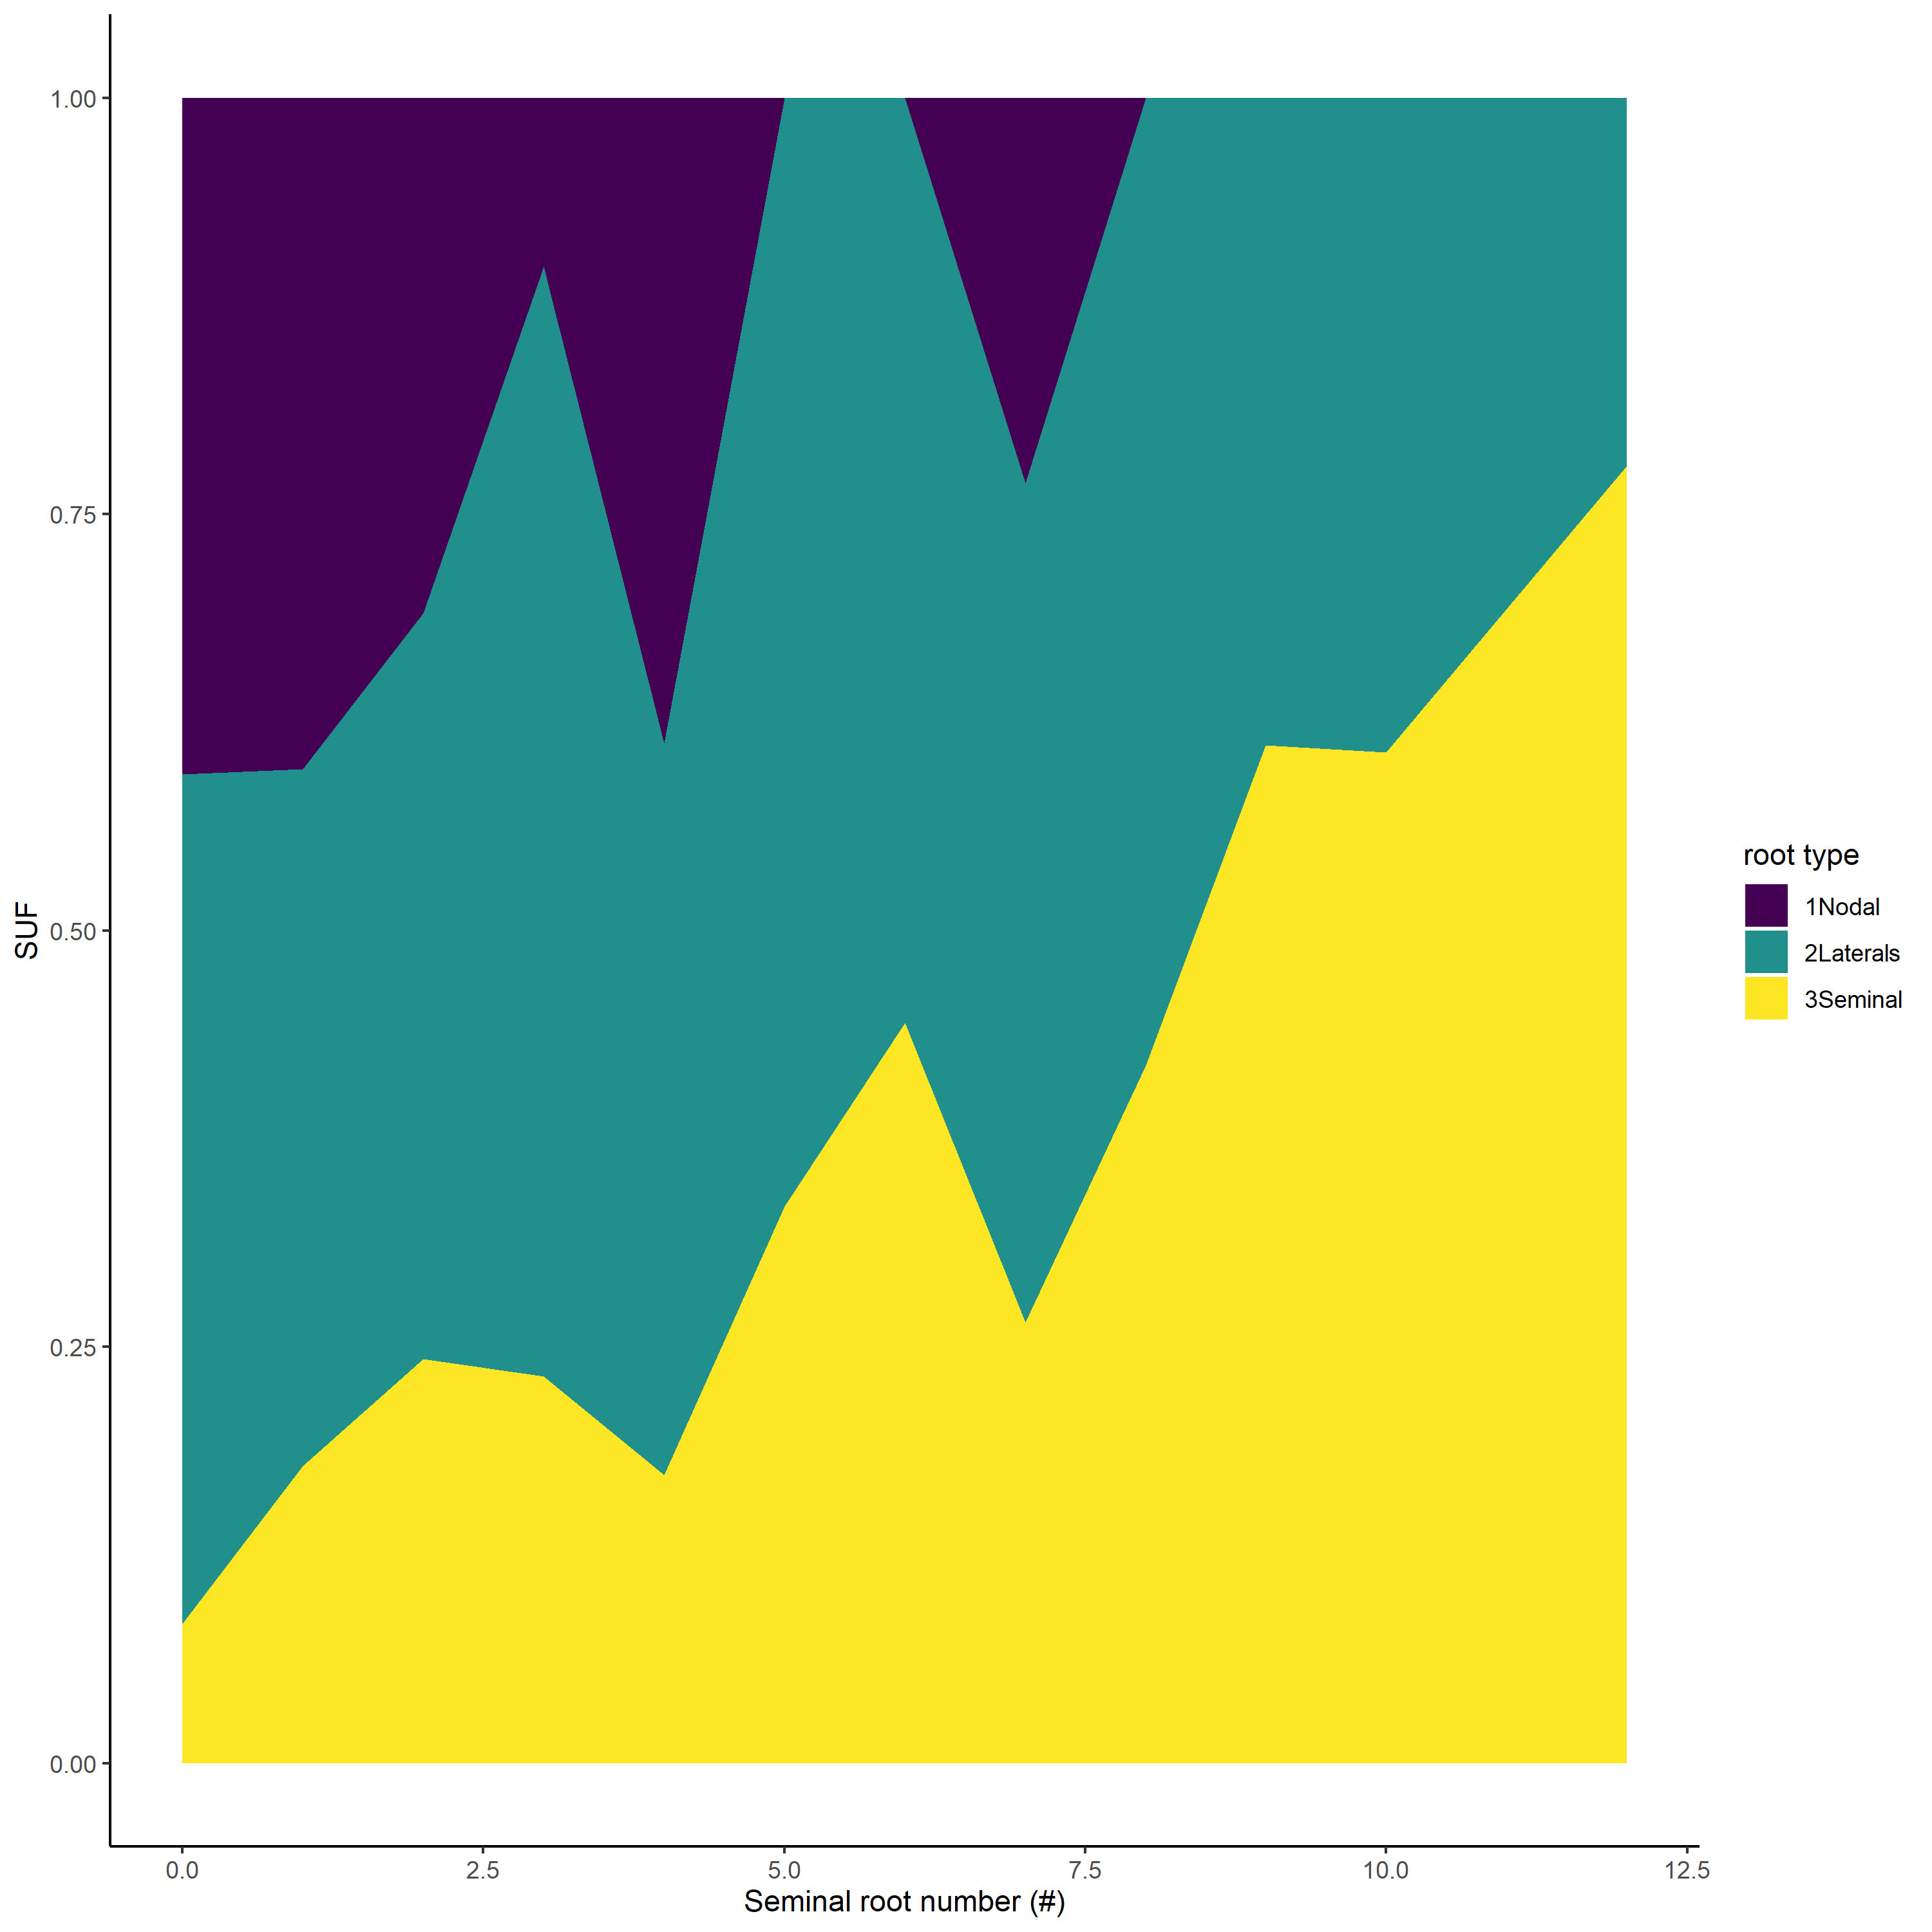 1.00
0.75
0.50
0.25
0.00
SUF
0.0 2.5 5.0 7.5 10.0 12.5
Seminal root number (#)
root type
1Nodal
2Laterals
3Seminal